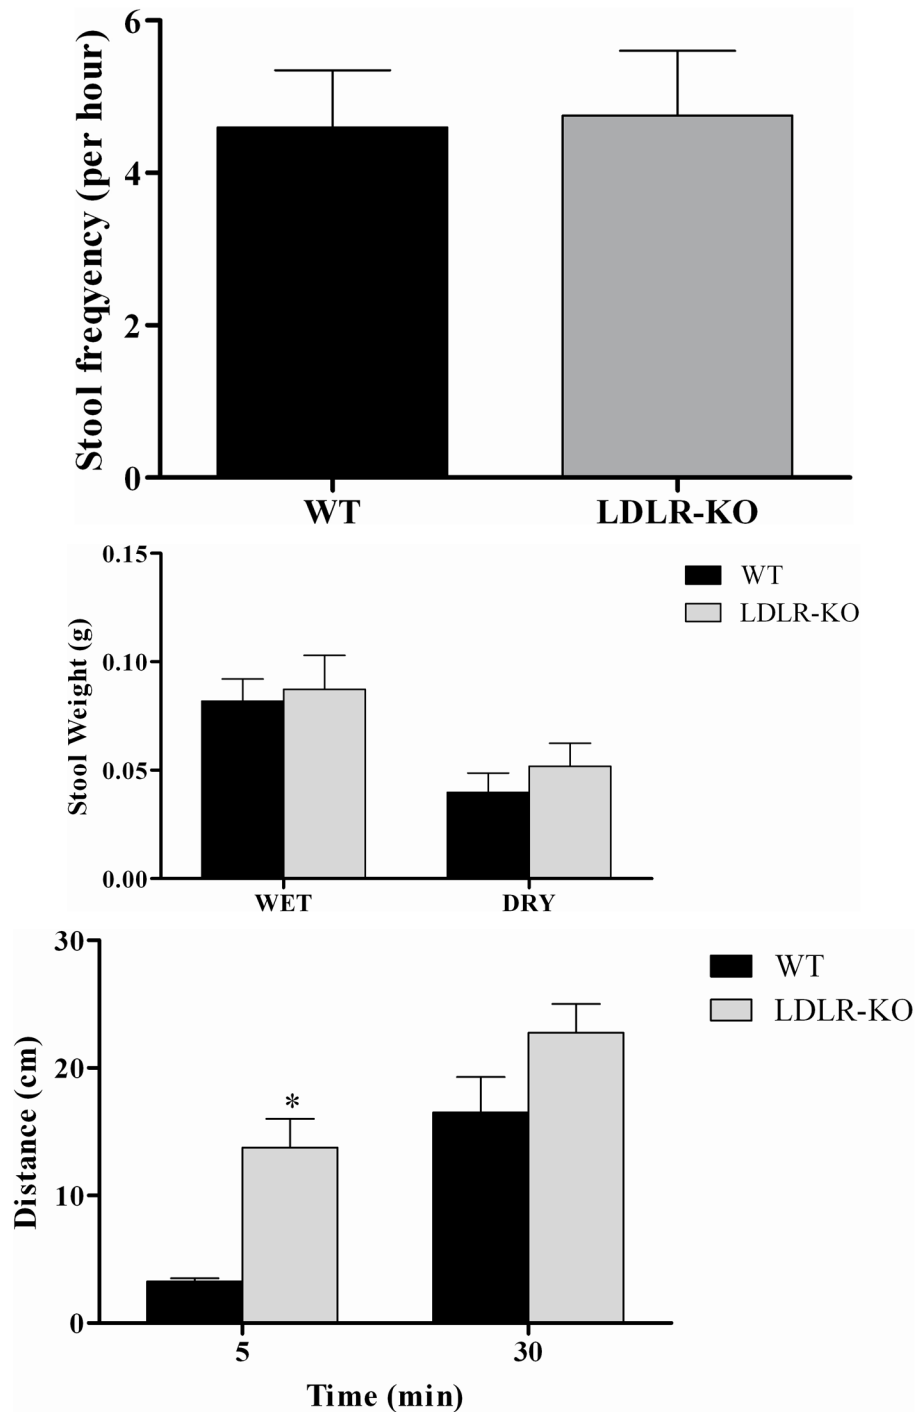 Stool freqyency (per hour)
6
4
2
0
WT
LDLR-KO
Stool Weight (g)
0.15
0.10
0.05
0.00
WET
DRY
WT
LDLR-KO
Distance (cm)
30
20
10
0
*
5
30
Time (min)
WT
LDLR-KO